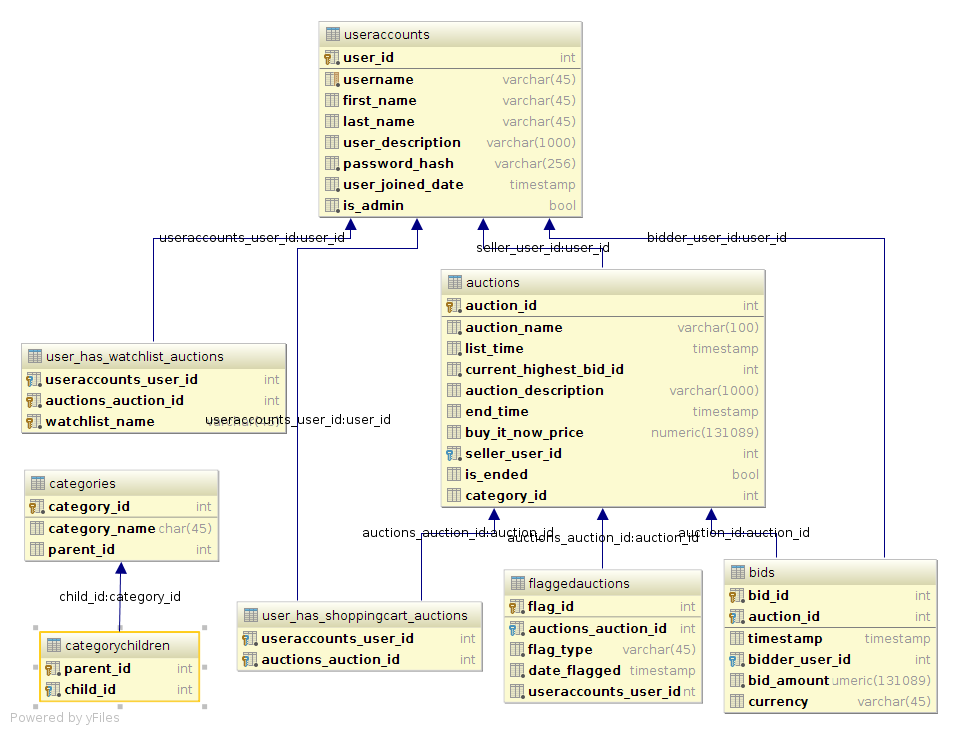 useraccounts
user_id int
username varchar(45)
first_name varchar(45)
last_name varchar(45)
user_description varchar(1000)
password_hash varchar(256)
user_joined_date timestamp
is_admin bool
useraccounts_user_id:user_id
seller_user_id:user_id
bidder_user_id:user_id
auctions
auction_id int
auction_name varchar(100)
list_time timestamp
current_highest_bid_id int
auction_description varchar(1000)
end_time timestamp
buy_it_now_price numeric(131089)
seller_user_id int
is_ended bool
category_id int
user_has_watchlist_auctions
useraccounts_user_id int
auctions_auction_id int
watchlist_name
useraccounts_user_id:user_id
categories
category_id int
category_name char(45)
parent_id int
child_id:category_id
categorychildren
parent_id int
child_id int
auctions_auction_id:auction_id
auctions_auction_id:auction_id
auction_id:auction_id
user_has_shoppingcart_auctions
useraccounts_user_id int
auctions_auction_id int
flaggedauctions
flag_id int
auctions_auction_id int
flag_type varchar(45)
date_flagged timestamp
useraccounts_user_id nt
bids
bid_id int
auction_id int
timestamp timestamp
bidder_user_id int
bid_amount umeric(131089)
currency varchar(45)
Powered by yFiles